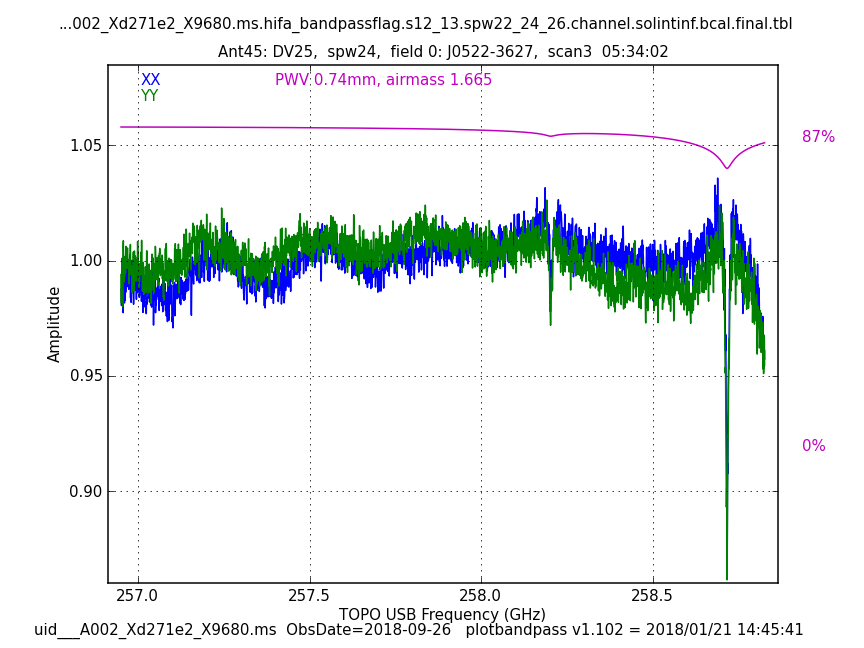 ...002_Xd271e2_X9680.ms.hifa_bandpassflag.s12_13.spw22_24_26.channel.solintinf.bcal.final.tbl
Ant45: DV25,  spw24,  field 0: J0522-3627,  scan3  05:34:02
XX
YY
PWV 0.74mm, airmass 1.665
87%
0%
1.05
1.00
0.95
0.90
Amplitude
257.0
257.5
258.0
258.5
TOPO USB Frequency (GHz)
uid___A002_Xd271e2_X9680.ms  ObsDate=2018-09-26   plotbandpass v1.102 = 2018/01/21 14:45:41